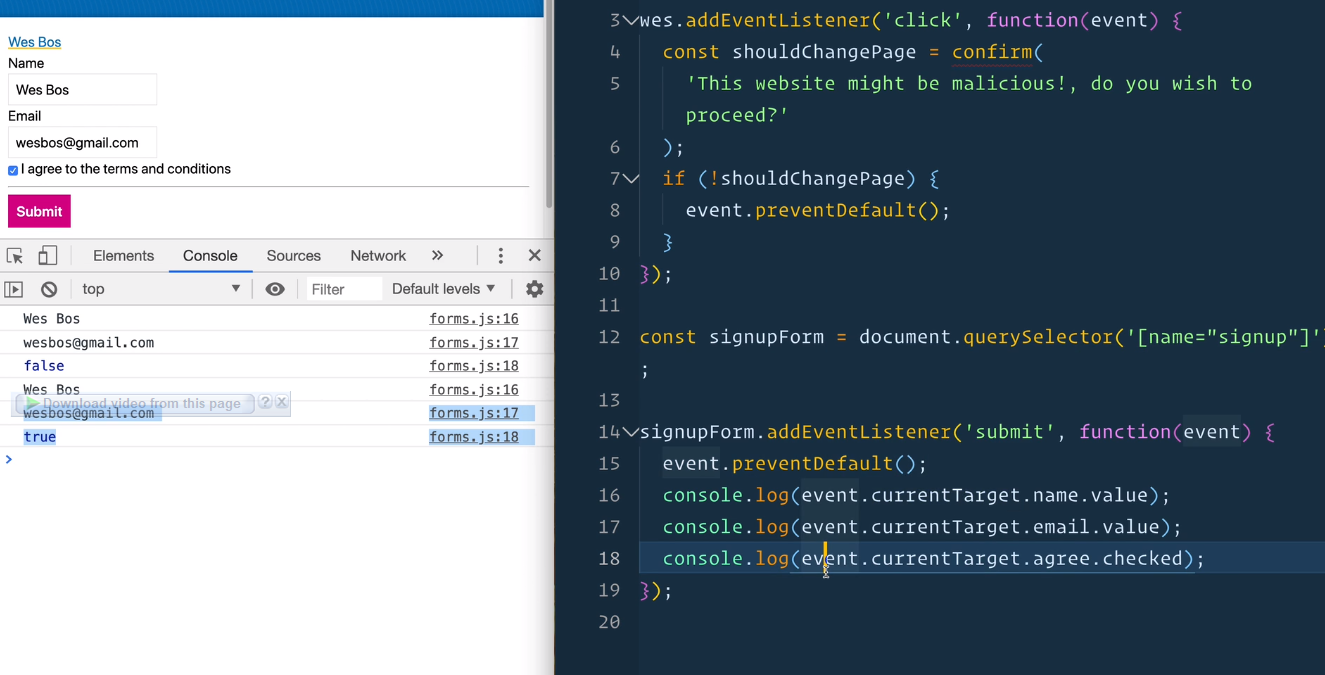 Wes Bos
Name
Wes Bos
Email
wesbos@gmail.com
I agree to the terms and conditions
Submit
Elements Console Sources Network »
top Filter Default levels ▼
Wes Bos forms.js:16
wesbos@gmail.com forms.js:17
false forms.js:18
Wes Bos forms.js:16
Download video from this page ?
wesbos@gmail.com forms.js:17
true forms.js:18
>
3 wes.addEventListener('click', function(event) {
4 const shouldChangePage = confirm(
5 'This website might be malicious!, do you wish to
proceed?'
6 );
7 if (!shouldChangePage) {
8 event.preventDefault();
9 }
10 });
11
12 const signupForm = document.querySelector('[name="signup"]')
;
13
14 signupForm.addEventListener('submit', function(event) {
15 event.preventDefault();
16 console.log(event.currentTarget.name.value);
17 console.log(event.currentTarget.email.value);
18 console.log(event.currentTarget.agree.checked);
19 });
20